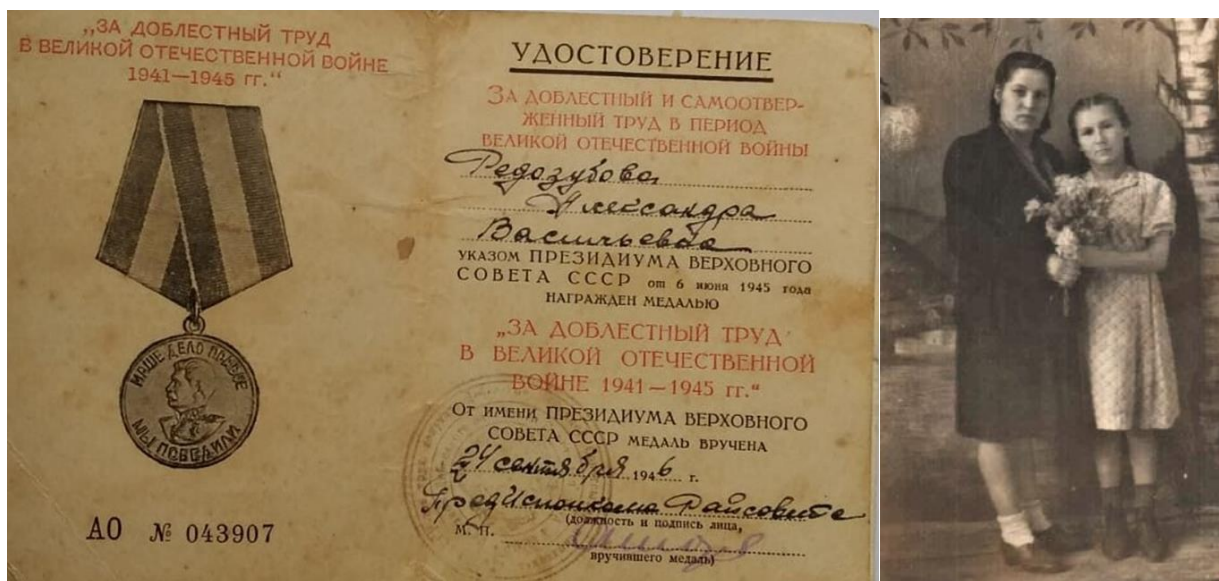 „ЗА ДОБЛЕСТНЫЙ ТРУД
В ВЕЛИКОЙ ОТЕЧЕСТВЕННОЙ ВОЙНЕ
1941—1945 гг.“
НАШЕ ДЕЛО ПРАВОЕ
МЫ ПОБЕДИЛИ
АО № 043907
УДОСТОВЕРЕНИЕ
ЗА ДОБЛЕСТНЫЙ И САМООТВЕР-
ЖЕННЫЙ ТРУД В ПЕРИОД
ВЕЛИКОЙ ОТЕЧЕСТВЕННОЙ ВОЙНЫ
Редозубова
Александра
Васильевна
УКАЗОМ ПРЕЗИДИУМА ВЕРХОВНОГО
СОВЕТА СССР от 6 июня 1945 года
НАГРАЖДЕН МЕДАЛЬЮ
„ЗА ДОБЛЕСТНЫЙ ТРУД
В ВЕЛИКОЙ ОТЕЧЕСТВЕННОЙ
ВОЙНЕ 1941—1945 гг.“
От имени ПРЕЗИДИУМА ВЕРХОВНОГО
СОВЕТА СССР МЕДАЛЬ ВРУЧЕНА
24 сентября 1946 г.
Пред Исполкома Райсовета
(должность и подпись лица,
М. П.
вручившего медаль)